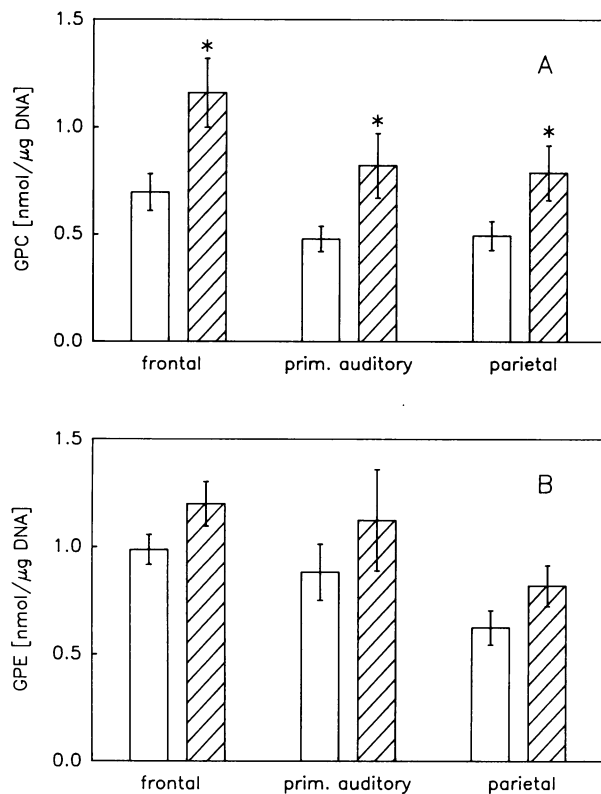 1.5
A
*
*
*
1.0
GPC [nmol/μg DNA]
0.5
0.0
frontal prim. auditory parietal
1.5
B
1.0
GPE [nmol/μg DNA]
0.5
0.0
frontal prim. auditory parietal